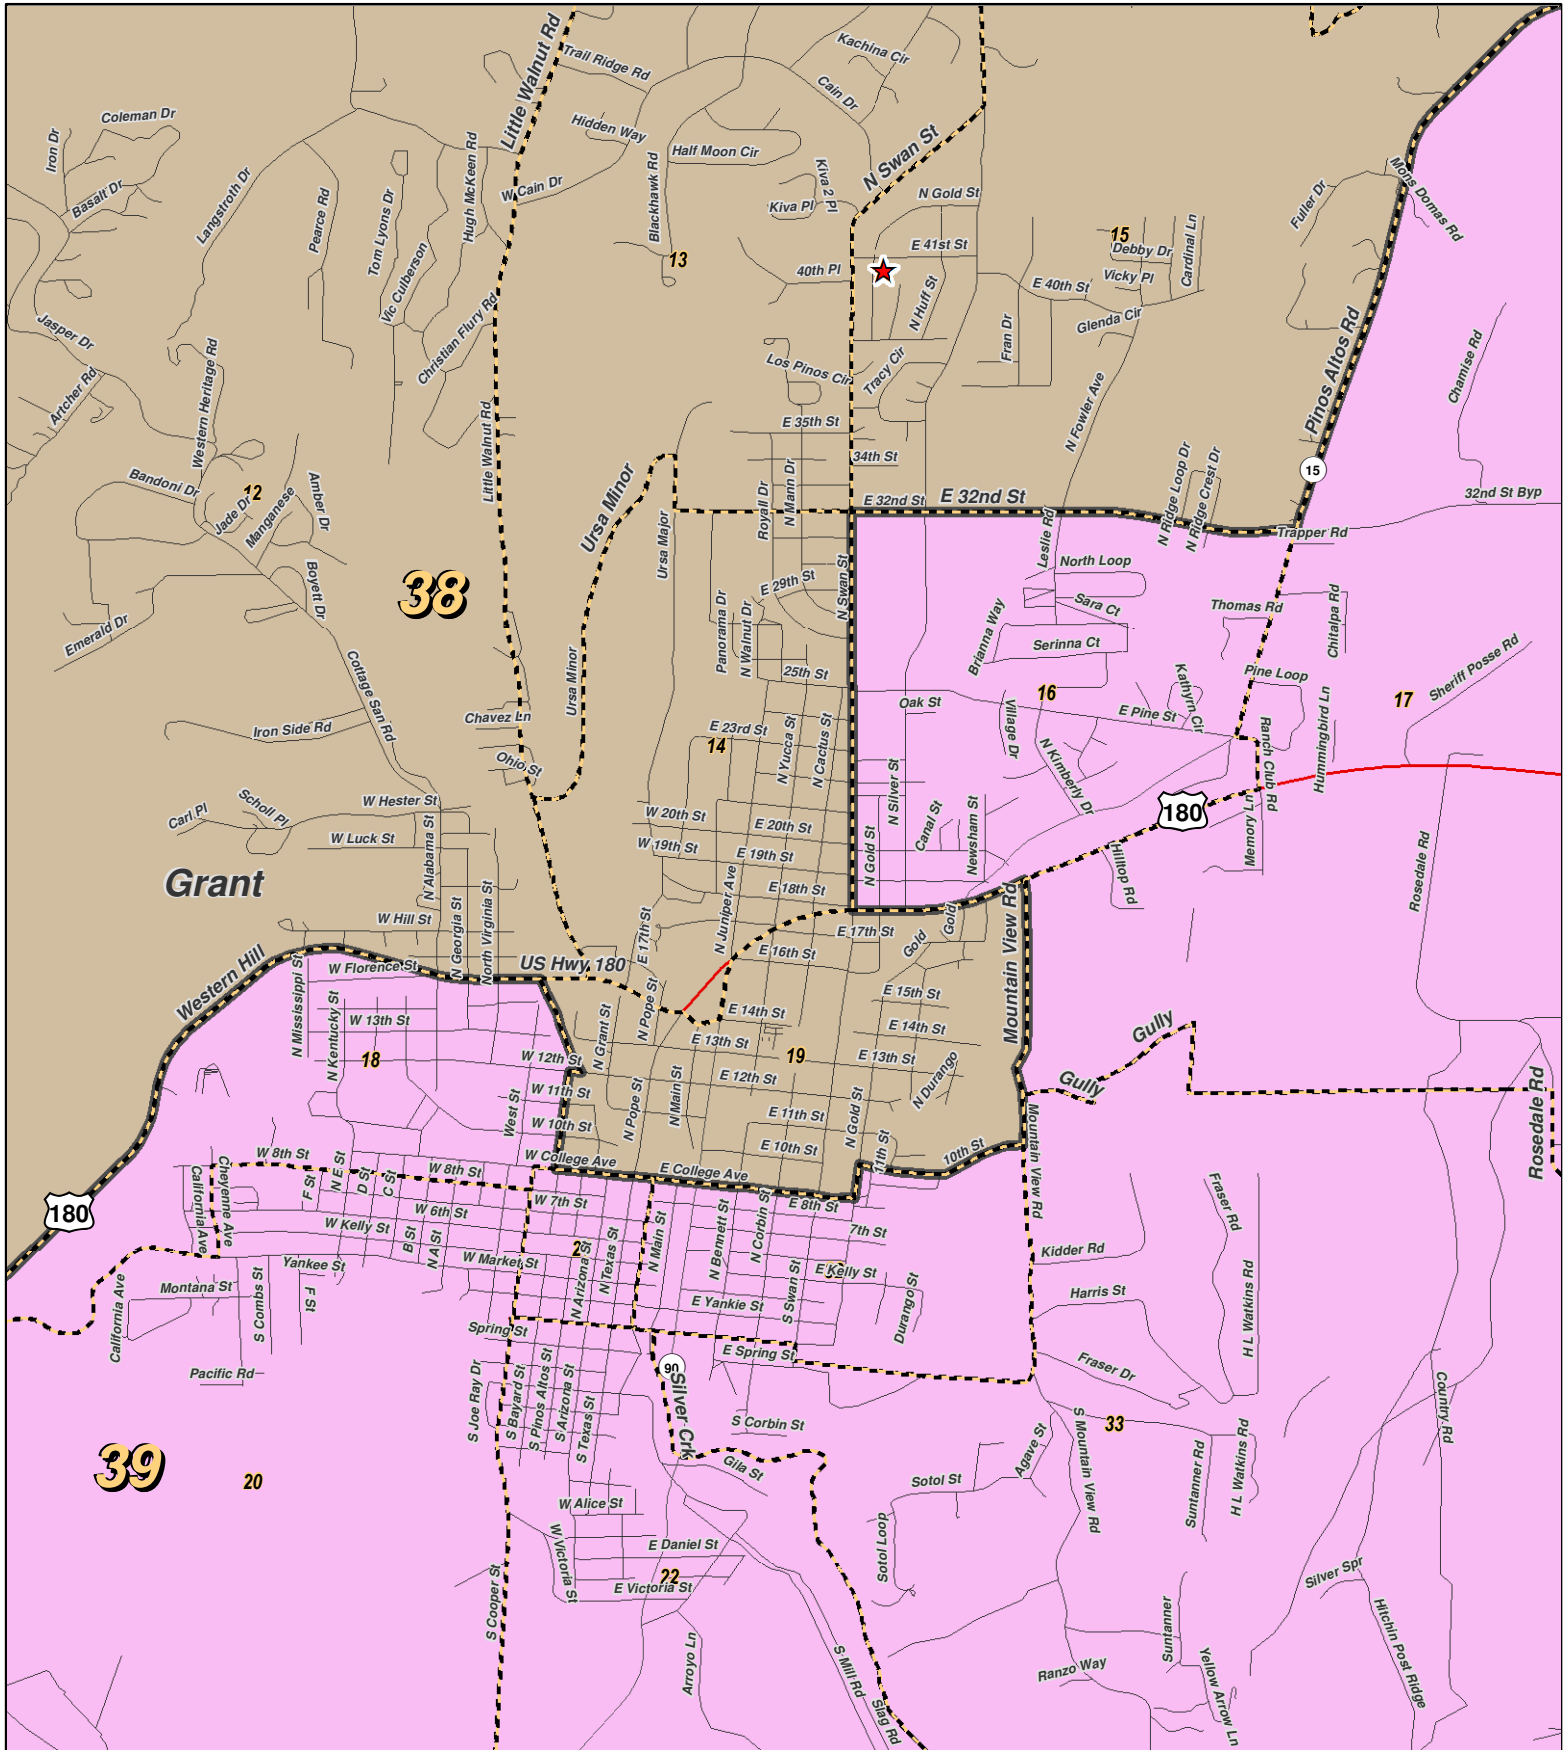 Little Walnut Rd
Trail Ridge Rd
Kachina Cir
Cain Dr
Coleman Dr
Iron Dr
Hidden Way
Half Moon Cir
N Swan St
Hugh McKeen Rd
Blackhawk Rd
Kiva 2 Pl
Kiva Pl
N Gold St
Mons Domas Rd
Fuller Dr
Basalt Dr
Langstroth Dr
Pearce Rd
Tom Lyons Dr
W Cain Dr
Vic Culberson
13
E 41st St
15
Debby Dr
Cardinal Ln
40th Pl
Vicky Pl
E 40th St
N Huff St
Glenda Cir
Fran Dr
Christian Flury Rd
Jasper Dr
Western Heritage Rd
Artcher Rd
Los Pinos Cir
Tracy Cir
Pinos Altos Rd
Chamise Rd
N Fowler Ave
Little Walnut Rd
E 35th St
34th St
15
Bandoni Dr
12
Jade Dr
Manganese
Amber Dr
Ursa Minor
Ursa Major
Royall Dr
N Mann Dr
E 32nd St
E 32nd St
N Ridge Loop Dr
N Ridge Crest Dr
32nd St Byp
Trapper Rd
Leslie Rd
North Loop
38
Boyett Dr
E 29th St
N Swan St
Sara Ct
Thomas Rd
Chitalpa Rd
Emerald Dr
Panorama Dr
N Walnut Dr
Brianna Way
Serinna Ct
Cottage San Rd
Ursa Minor
25th St
16
Kathyrn Cir
Pine Loop
17
Sheriff Posse Rd
Oak St
Village Dr
E Pine St
Hummingbird Ln
Chavez Ln
Iron Side Rd
E 23rd St
14
N Yucca St
N Cactus St
Ranch Club Rd
Ohio St
N Silver St
N Kimberly Dr
W Hester St
Carl Pl
Scholl Pl
W 20th St
E 20th St
180
W Luck St
N Alabama St
W 19th St
E 19th St
N Gold St
Canal St
Newsham St
Memory Ln
Hilltop Rd
Rosedale Rd
Grant
E 18th St
N Juniper Ave
Mountain View Rd
W Hill St
N Georgia St
North Virginia St
E 17th St
E 17th St
Gold
Gold
Western Hill
N Mississippi St
W Florence St
US Hwy 180
E 16th St
N Kentucky St
W 13th St
N Grant St
N Pope St
E 15th St
E 14th St
E 14th St
Gully
18
W 12th St
E 13th St
19
E 13th St
N Durango
Gully
E 12th St
West St
W 11th St
W 10th St
N Pope St
N Main St
E 11th St
N Gold St
E 10th St
11th St
10th St
Mountain View Rd
Rosedale Rd
W 8th St
Cheyenne Ave
California Ave
F St
N E St
D St
C St
W 8th St
W College Ave
E College Ave
180
W 7th St
E 8th St
W 6th St
7th St
W Kelly St
B St
N A St
N Main St
N Bennett St
N Corbin St
Fraser Rd
Yankee St
W Market St
N Arizona St
N Texas St
E Kelly St
Kidder Rd
Montana St
S Combs St
F St
California Ave
S Swan St
E Yankie St
Durango St
Harris St
H L Watkins Rd
Spring St
E Spring St
Pacific Rd
90
Fraser Dr
S Joe Ray Dr
S Bayard St
S Pinos Altos St
S Arizona St
S Texas St
Silver Crk
S Corbin St
33
Country Rd
39
20
Gila St
Agave St
S Mountain View Rd
Suntanner Rd
H L Watkins Rd
Sotol St
W Alice St
W Victoria St
E Daniel St
Sotol Loop
22
E Victoria St
S Cooper St
Silver Spr
Hitchin Post Ridge
Suntanner
Arroyo Ln
S Mill Rd
Slag Rd
Ranzo Way
Yellow Arrow Ln